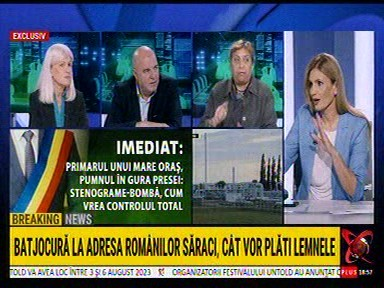 EXCLUSIV
IMEDIAT:
PRIMARUL UNUI MARE ORAȘ,
PUMNUL ÎN GURA PRESEI:
STENOGRAME-BOMBĂ, CUM
VREA CONTROLUL TOTAL
BREAKING NEWS
BATJOCURĂ LA ADRESA ROMÂNILOR SĂRACI, CÂT VOR PLĂTI LEMNELE
TOLD VA AVEA LOC ÎNTRE 3 ȘI 6 AUGUST 2023 / ORGANIZATORII FESTIVALULUI UNTOLD AU ANUNȚAT
PLUS 18:57